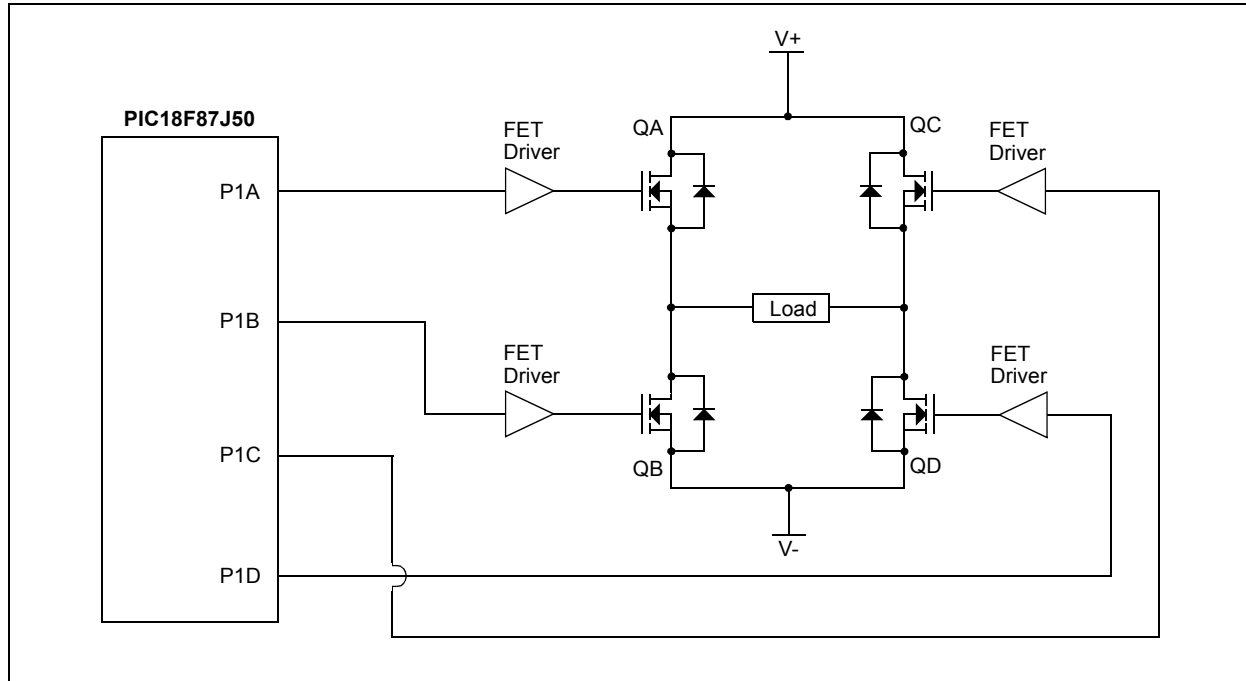 V+
PIC18F87J50
QA
QC
FET
Driver
FET
Driver
P1A
Load
P1B
FET
Driver
FET
Driver
P1C
QB
QD
V-
P1D